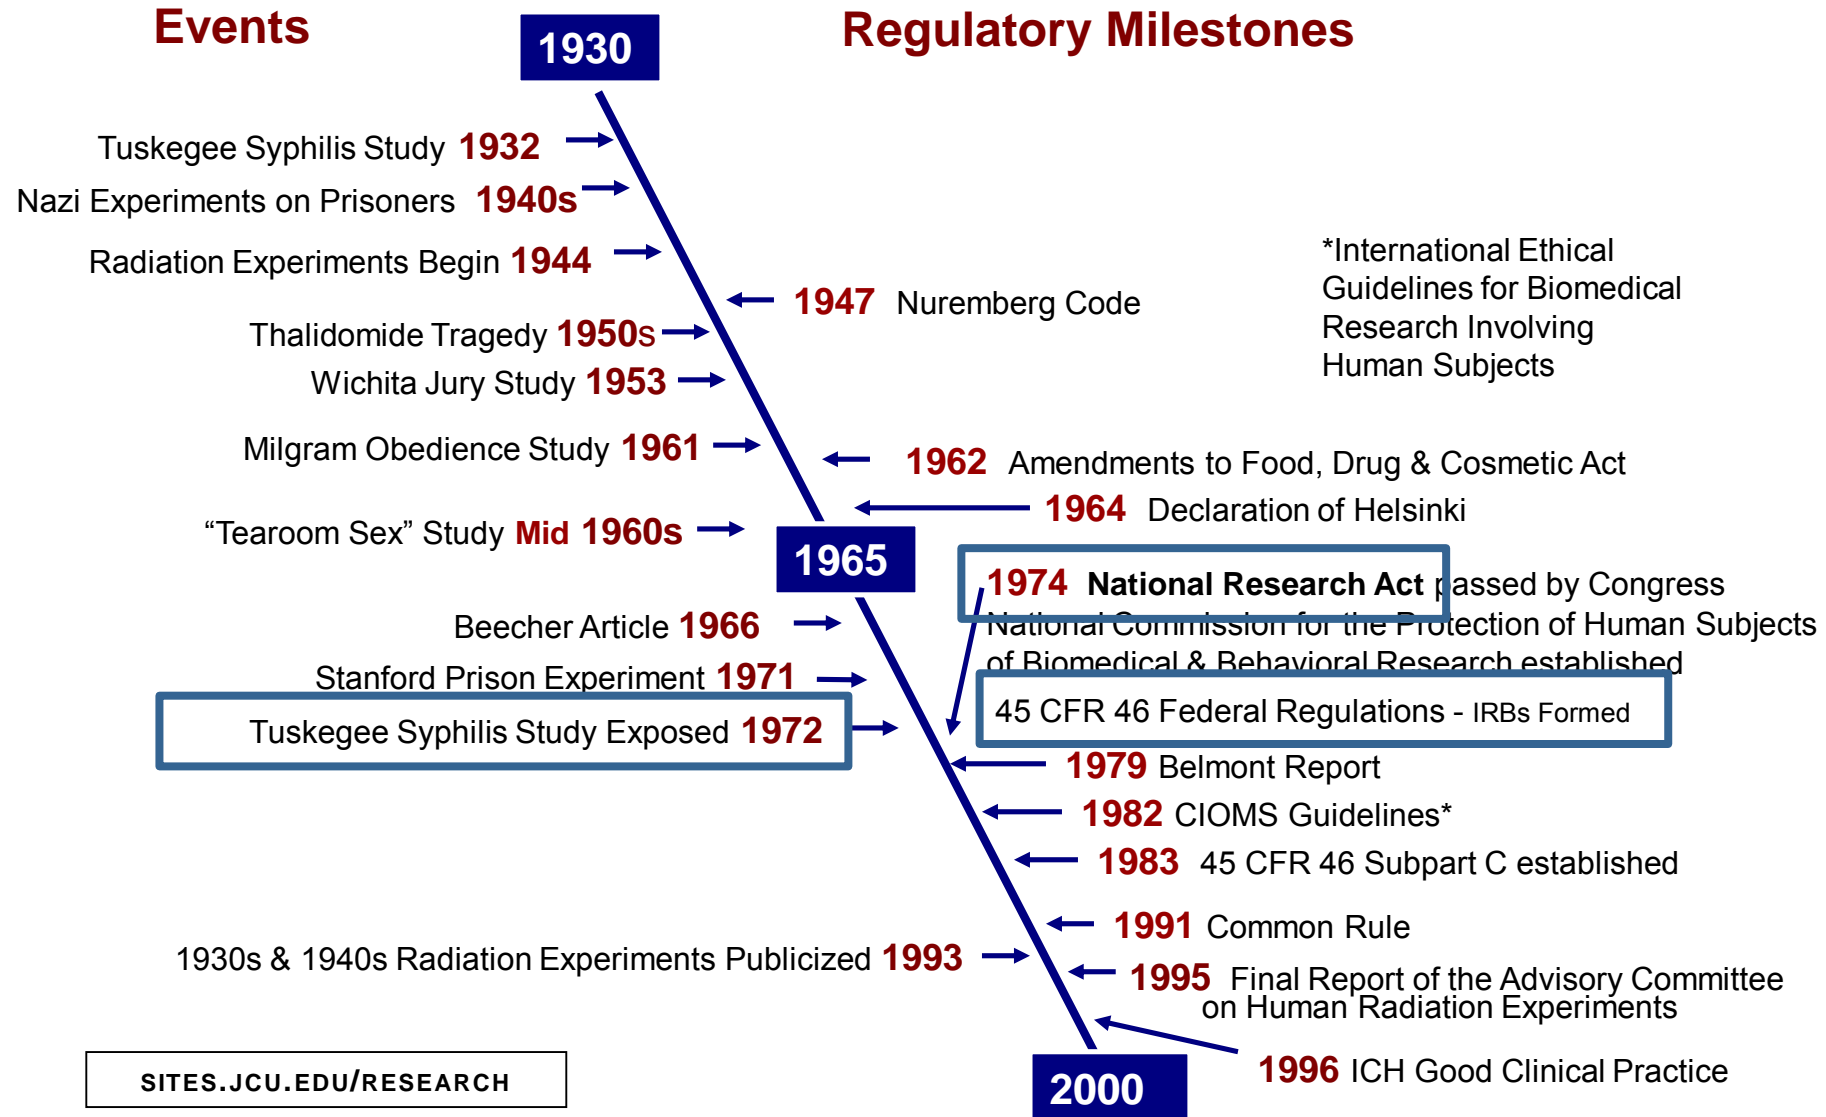 Events
Regulatory Milestones
1930
Tuskegee Syphilis Study 1932
Nazi Experiments on Prisoners 1940s
Radiation Experiments Begin 1944
*International Ethical
Guidelines for Biomedical
Research Involving
Human Subjects
1947 Nuremberg Code
Thalidomide Tragedy 1950s
Wichita Jury Study 1953
Milgram Obedience Study 1961
1962 Amendments to Food, Drug & Cosmetic Act
1964 Declaration of Helsinki
“Tearoom Sex” Study Mid 1960s
1965
1974 National Research Act passed by Congress
National Commission for the Protection of Human Subjects
of Biomedical & Behavioral Research established
45 CFR 46 Federal Regulations - IRBs Formed
Beecher Article 1966
Stanford Prison Experiment 1971
Tuskegee Syphilis Study Exposed 1972
1979 Belmont Report
1982 CIOMS Guidelines*
1983 45 CFR 46 Subpart C established
1991 Common Rule
1930s & 1940s Radiation Experiments Publicized 1993
1995 Final Report of the Advisory Committee
on Human Radiation Experiments
1996 ICH Good Clinical Practice
2000
SITES.JCU.EDU/RESEARCH